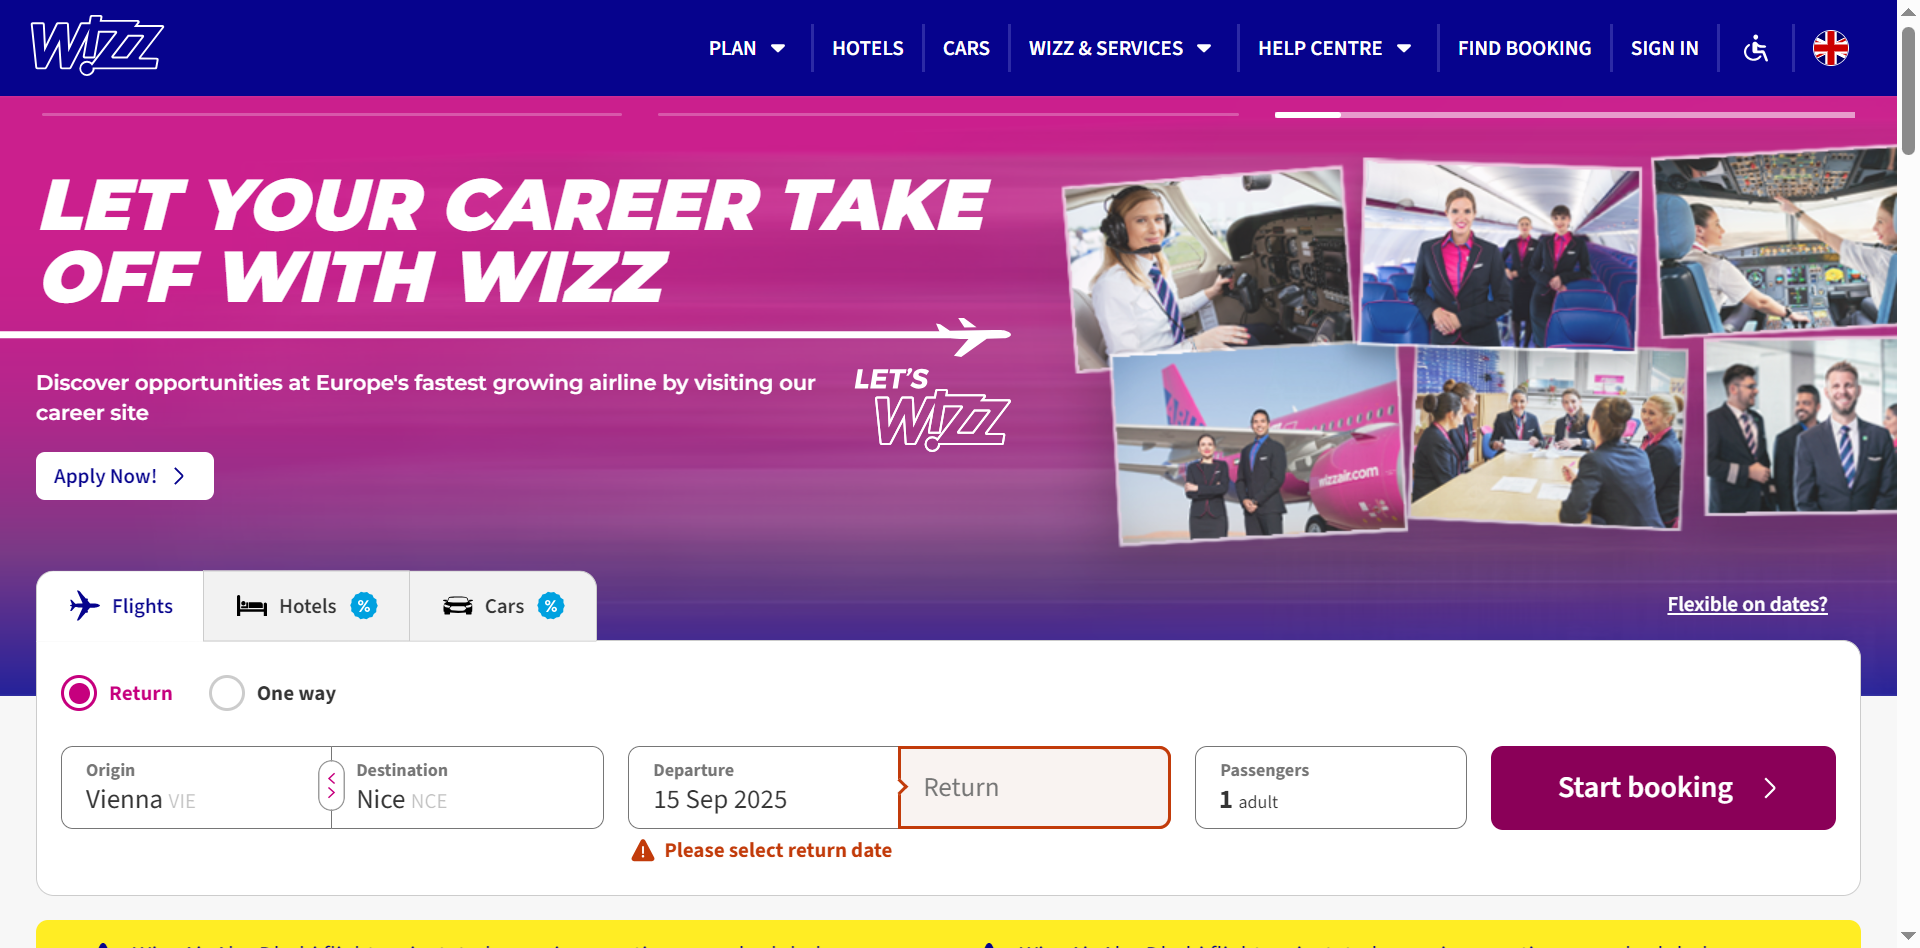 WIZZ
PLAN
HOTELS
CARS
WIZZ & SERVICES
HELP CENTRE
FIND BOOKING
SIGN IN
LET YOUR CAREER TAKE
OFF WITH WIZZ
Discover opportunities at Europe's fastest growing airline by visiting our
career site
LET'S
WIZZ
Apply Now!
wizzair.com
Flights
Hotels %
Cars %
Flexible on dates?
Return
One way
Origin
Vienna VIE
Destination
Nice NCE
Departure
15 Sep 2025
Return
Passengers
1 adult
Start booking
Please select return date